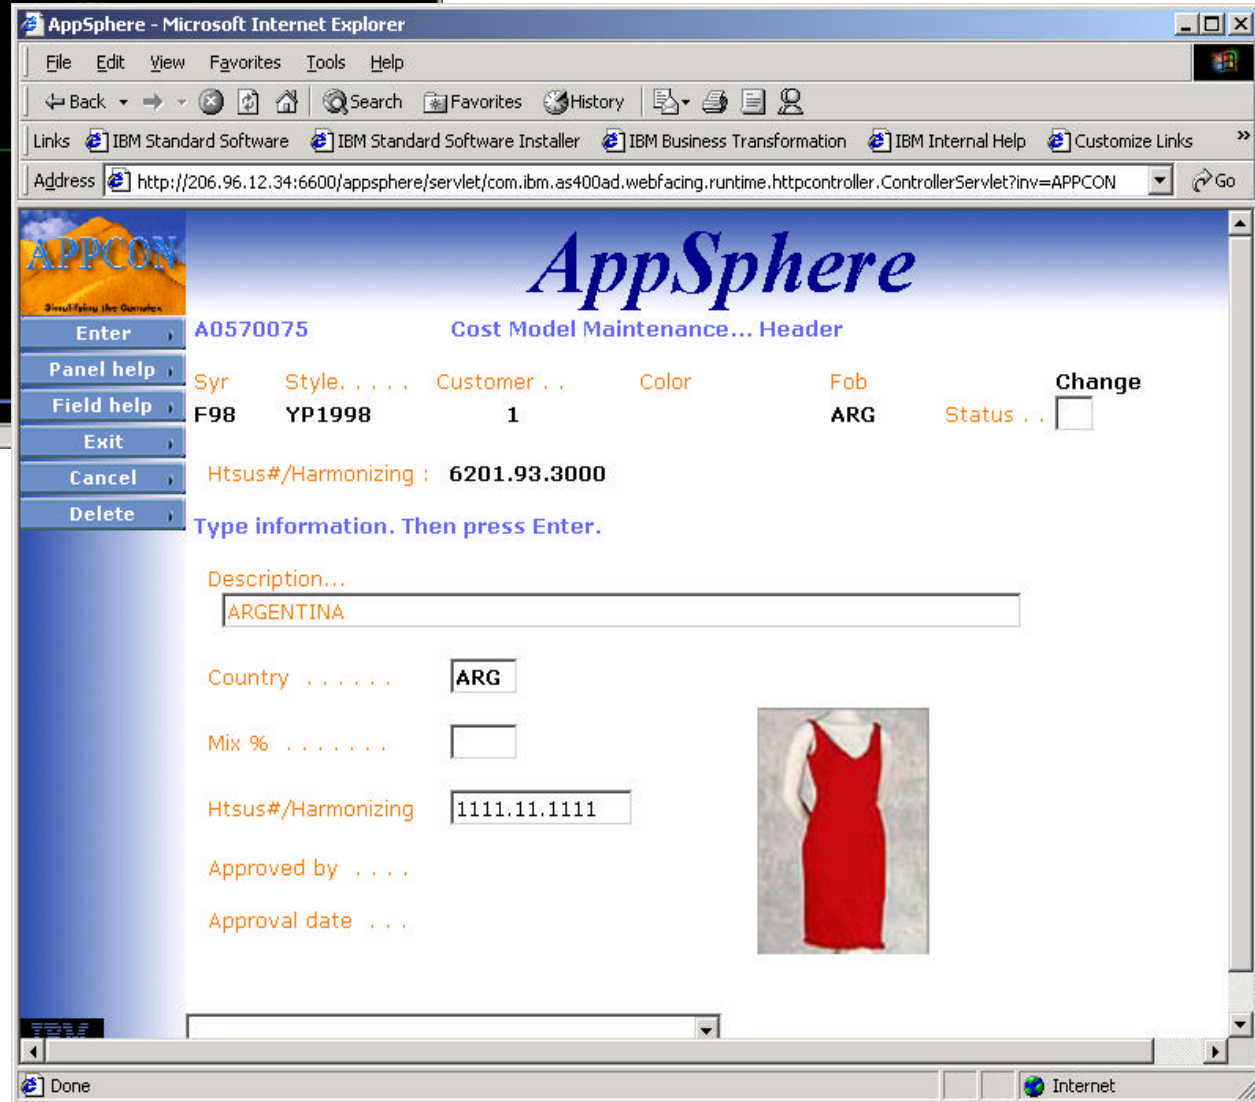 AppSphere - Microsoft Internet Explorer
File Edit View Favorites Tools Help
Back Search Favorites History
Links IBM Standard Software IBM Standard Software Installer IBM Business Transformation IBM Internal Help Customize Links »
Address http://206.96.12.34:6600/appsphere/servlet/com.ibm.as400ad.webfacing.runtime.httpcontroller.ControllerServlet?inv=APPCON Go
APPCON
Simplifying the Complex
AppSphere
Enter
Panel help
Field help
Exit
Cancel
Delete
A0570075 Cost Model Maintenance... Header
Syr Style. . . . . Customer . . Color Fob Change
F98 YP1998 1 ARG Status . .
Htsus#/Harmonizing : 6201.93.3000
Type information. Then press Enter.
Description...
ARGENTINA
Country . . . . . . ARG
Mix % . . . . . . .
Htsus#/Harmonizing 1111.11.1111
Approved by . . . .
Approval date . . .
IBM
Done Internet